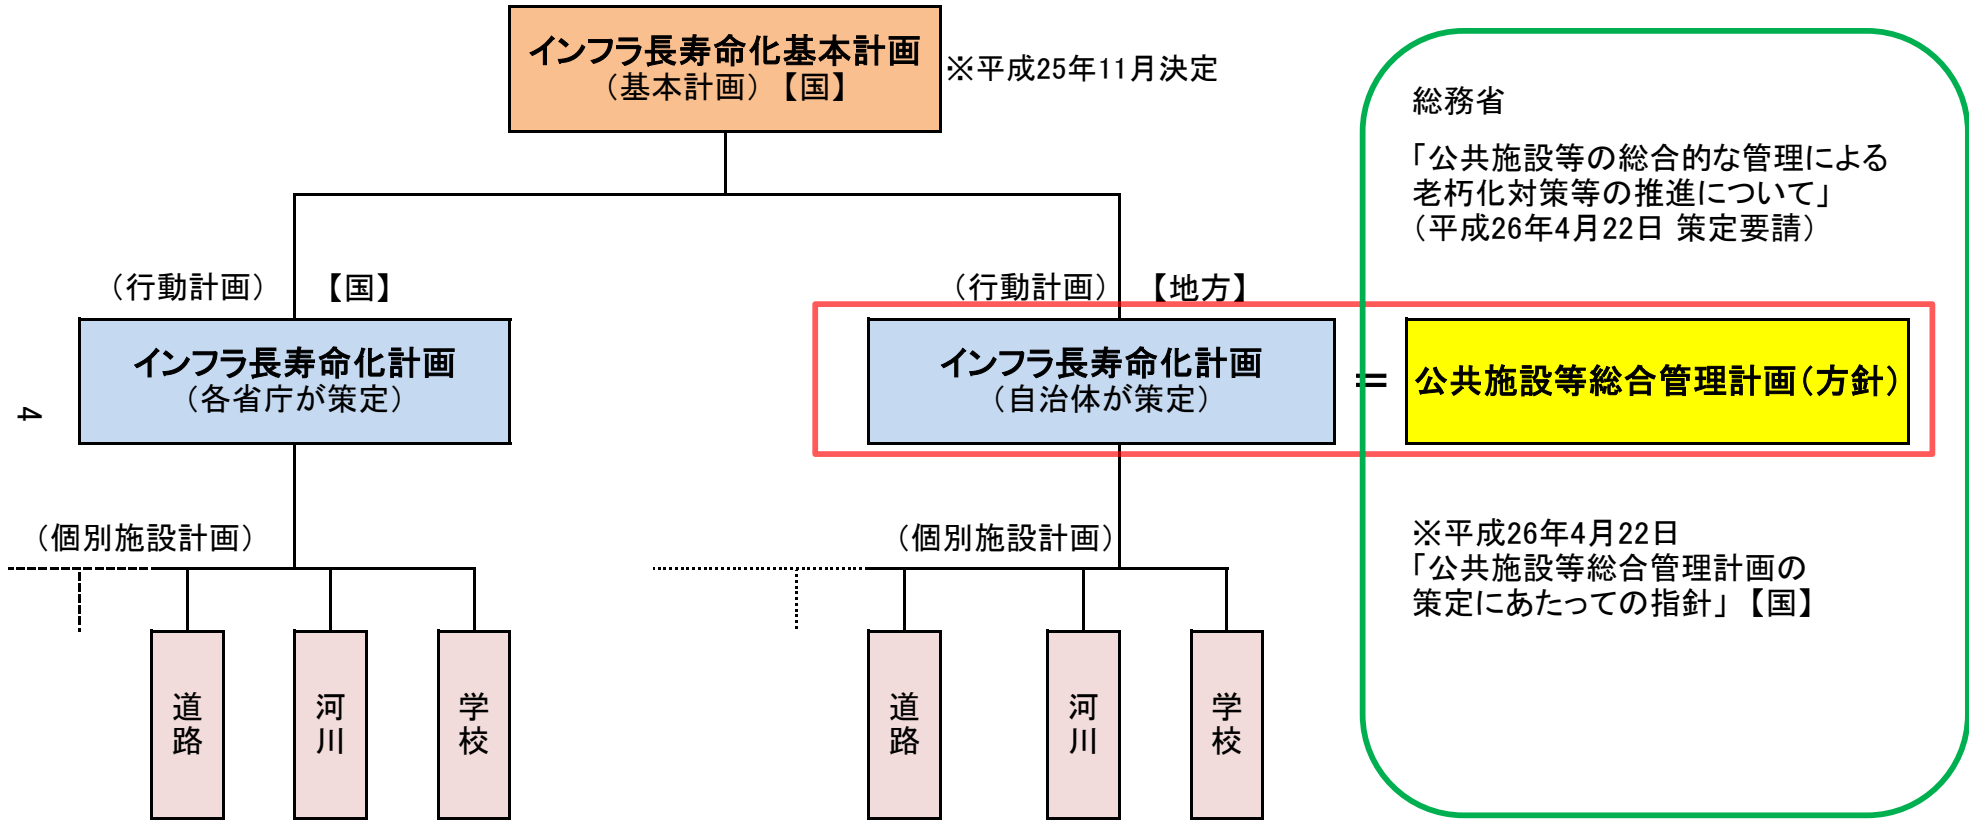 インフラ長寿命化基本計画
（基本計画）【国】
※平成25年11月決定
総務省
「公共施設等の総合的な管理による
老朽化対策等の推進について」
（平成26年4月22日 策定要請）
（行動計画）
【国】
（行動計画）
【地方】
インフラ長寿命化計画
（各省庁が策定）
インフラ長寿命化計画
（自治体が策定）
＝
公共施設等総合管理計画（方針）
4
（個別施設計画）
（個別施設計画）
※平成26年4月22日
「公共施設等総合管理計画の
策定にあたっての指針」【国】
道路
河川
学校
道路
河川
学校